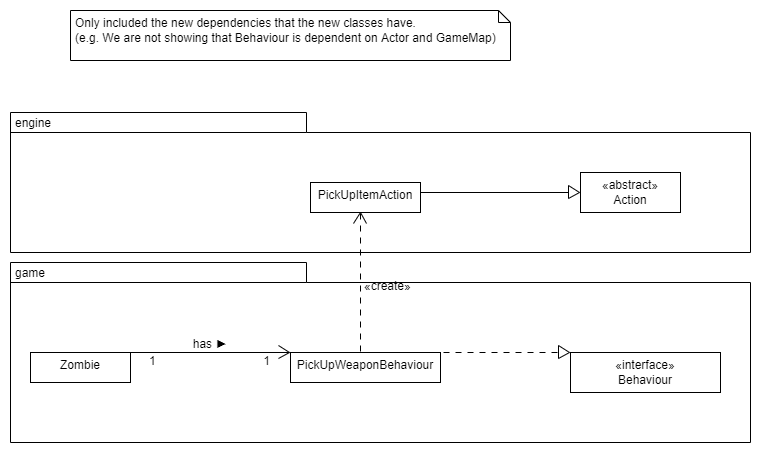 Only included the new dependencies that the new classes have.
(e.g. We are not showing that Behaviour is dependent on Actor and GameMap)
engine
PickUpItemAction
«abstract»
Action
game
«create»
has ►
Zombie
1
1
PickUpWeaponBehaviour
«interface»
Behaviour